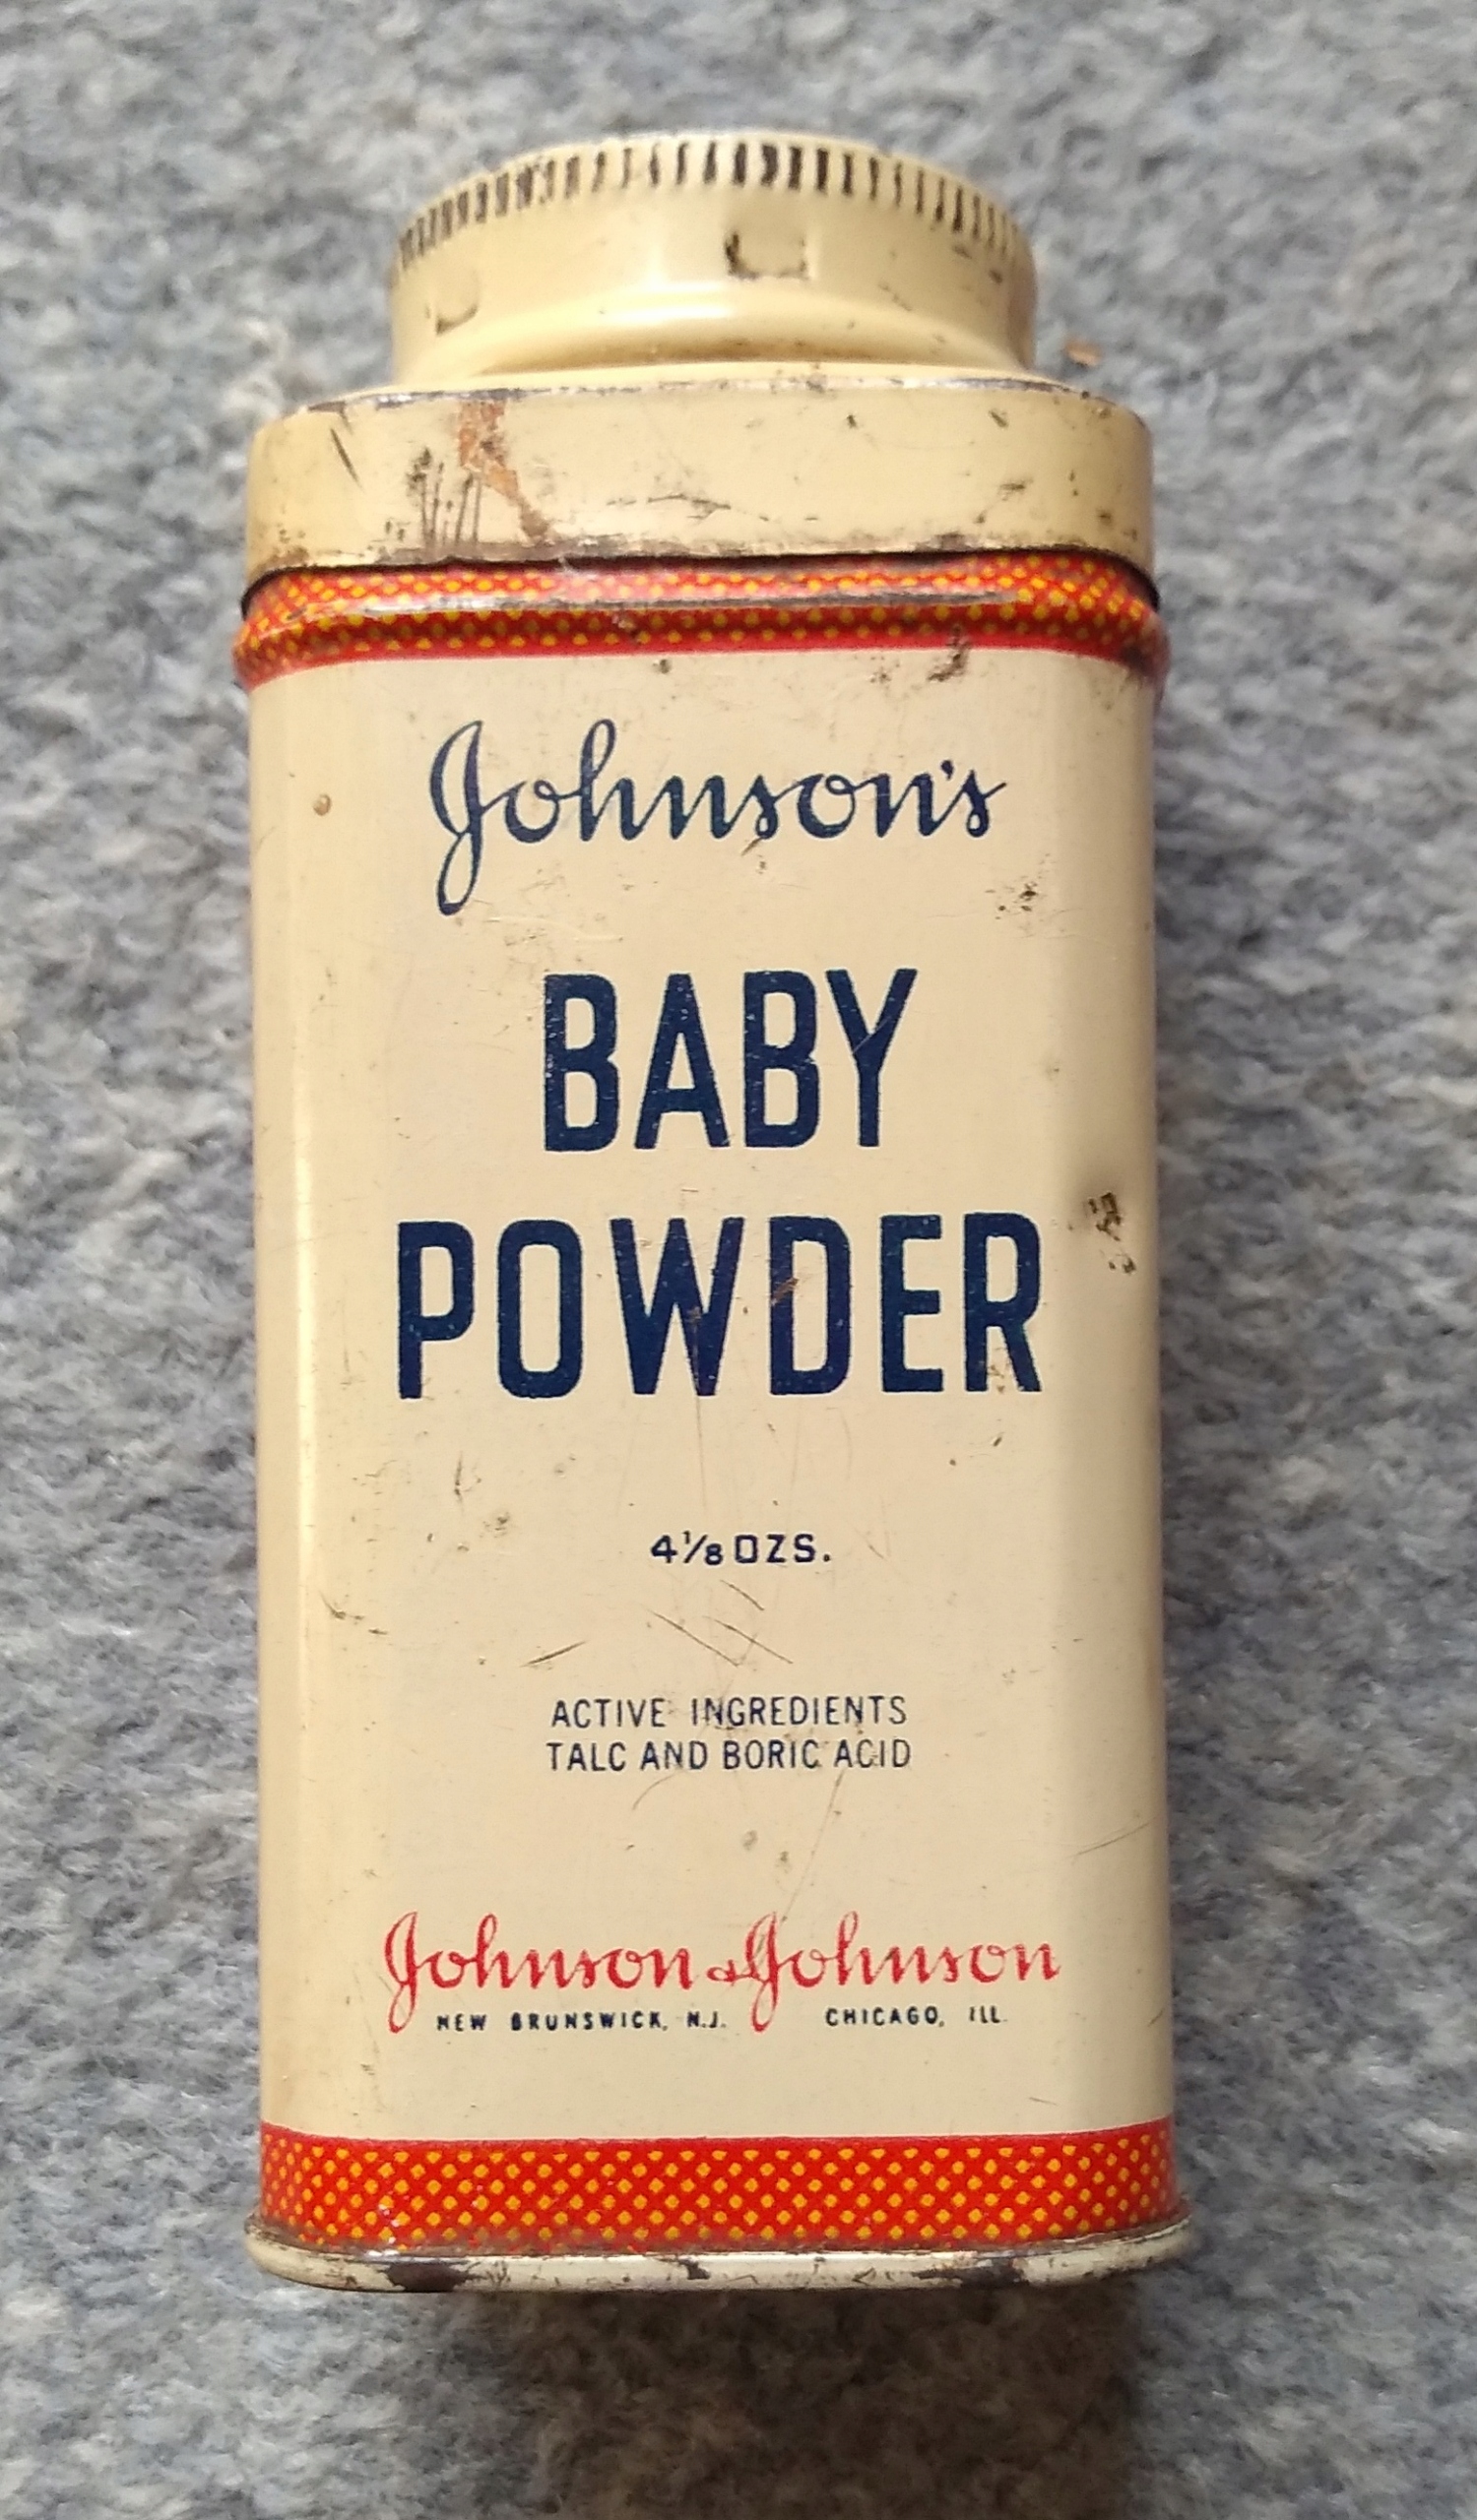 Johnson's
BABY
POWDER
4⅛ OZS.
ACTIVE INGREDIENTS
TALC AND BORIC ACID
Johnson & Johnson
NEW BRUNSWICK, N.J. CHICAGO, ILL.